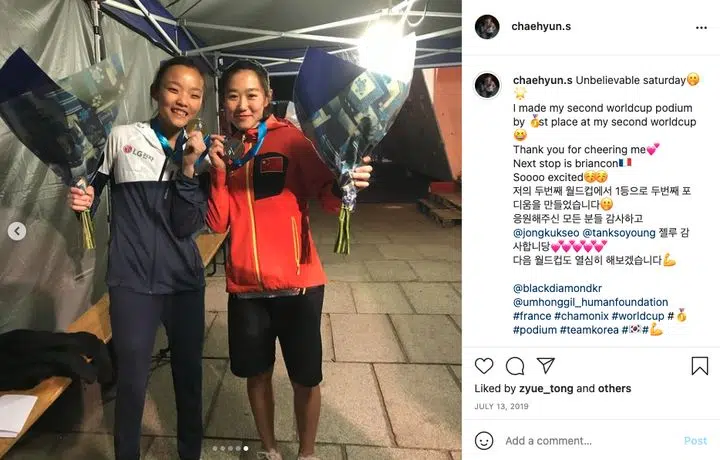 LG전자
chaehyun.s
chaehyun.s Unbelievable saturday🤭
🌟
I made my second worldcup podium
by 🥇st place at my second worldcup
😝
Thank you for cheering me💕
Next stop is briancon🇫🇷
Soooo excited🥰🥰
저의 두번째 월드컵에서 1등으로 두번째 포
디움을 만들었습니다🤭
응원해주신 모든 분들 감사하고
@jongkukseo @tanksoyoung 젤루 감
사합니당💕💕💕💕💕💕
다음 월드컵도 열심히 해보겠습니다💪
@blackdiamondkr
@umhonggil_humanfoundation
#france #chamonix #worldcup #🥇
#podium #teamkorea #🇰🇷#💪
Liked by zyue_tong and others
JULY 13, 2019
Add a comment...
Post